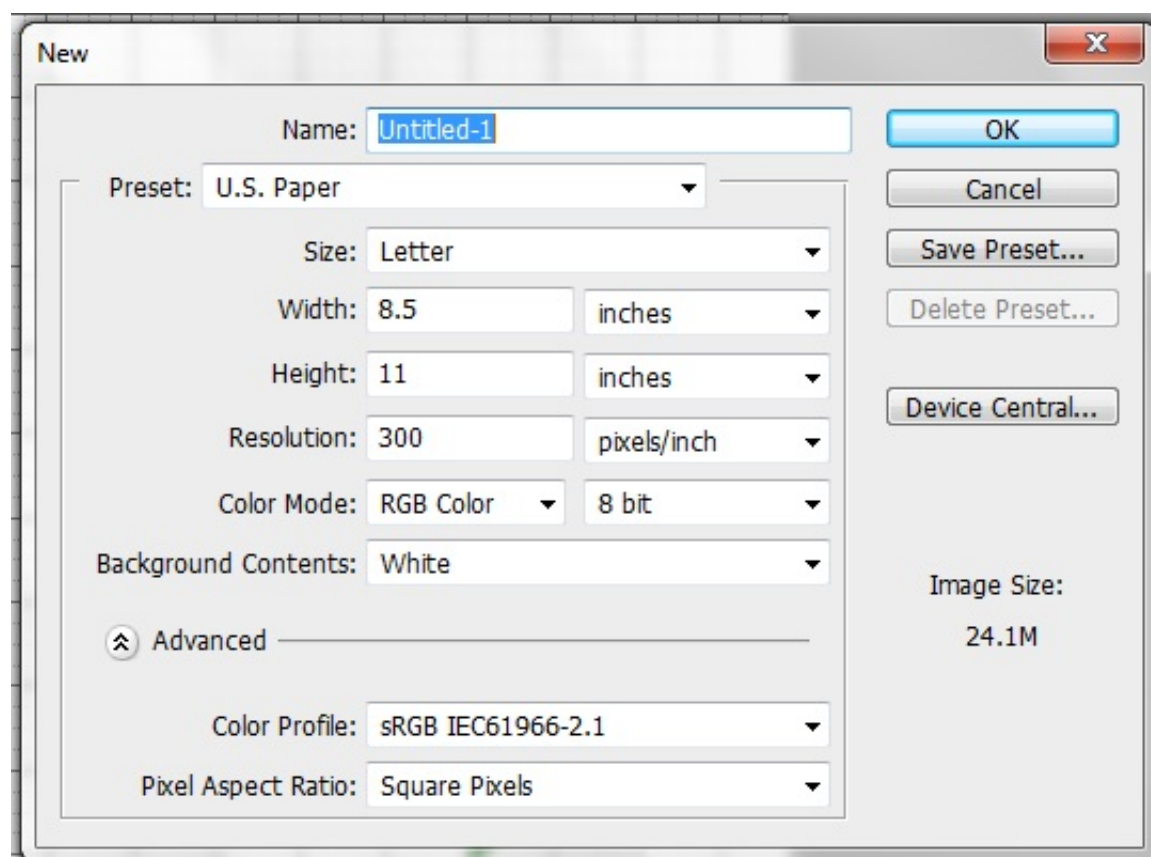 New
Name: Untitled-1
OK
Preset: U.S. Paper
Cancel
Size: Letter
Save Preset...
Width: 8.5 inches
Delete Preset...
Height: 11 inches
Device Central...
Resolution: 300 pixels/inch
Color Mode: RGB Color 8 bit
Background Contents: White
Image Size:
24.1M
Advanced
Color Profile: sRGB IEC61966-2.1
Pixel Aspect Ratio: Square Pixels